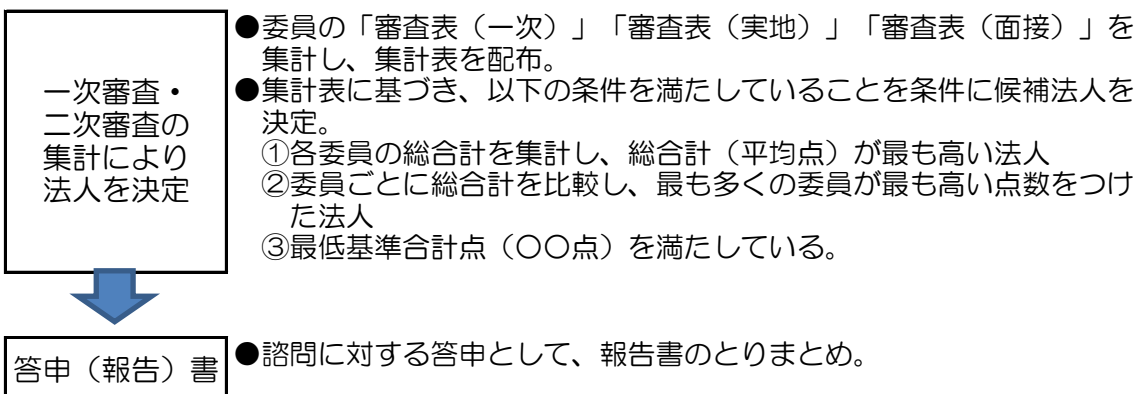 一次審査・
二次審査の
集計により
法人を決定
●委員の「審査表（一次）」「審査表（実地）」「審査表（面接）」を
集計し、集計表を配布。
●集計表に基づき、以下の条件を満たしていることを条件に候補法人を
決定。
①各委員の総合計を集計し、総合計（平均点）が最も高い法人
②委員ごとに総合計を比較し、最も多くの委員が最も高い点数をつけ
た法人
③最低基準合計点（〇〇点）を満たしている。
答申（報告）書
●諮問に対する答申として、報告書のとりまとめ。